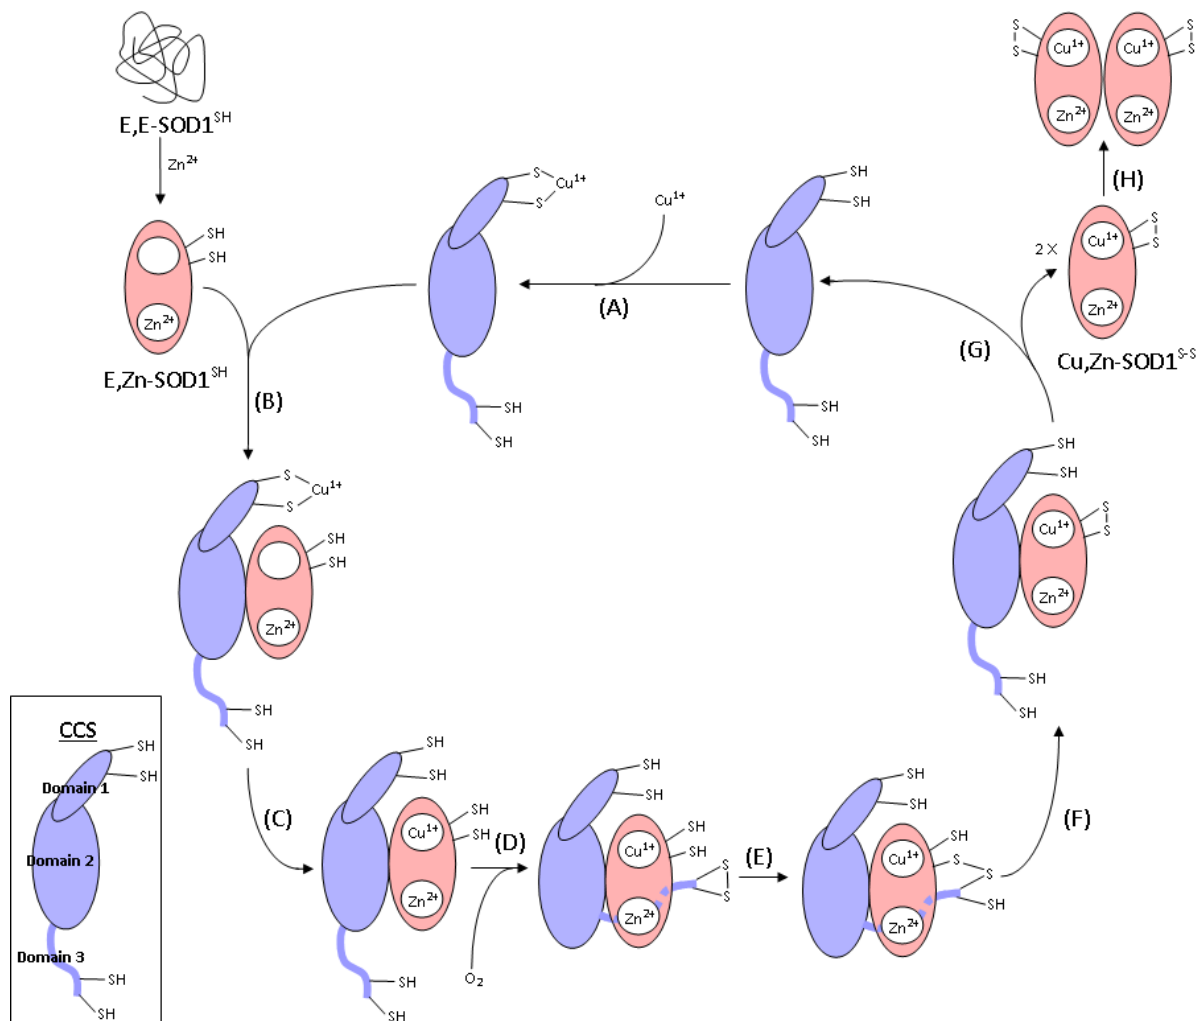 E,E-SOD1SH
Zn2+
SH
SH
Zn2+
E,Zn-SOD1SH
(B)
S
S
Cu1+
Cu1+
(A)
SH
SH
SH
SH
SH
SH
(G)
S
S
Cu1+
Cu1+
S
S
Zn2+
Zn2+
(H)
2 X
Cu1+
S
S
Zn2+
Cu,Zn-SOD1S-S
S
S
Cu1+
SH
SH
Zn2+
SH
SH
(C)
SH
SH
Cu1+
SH
SH
Zn2+
SH
SH
(D)
O2
SH
SH
Cu1+
SH
SH
Zn2+
S
S
(E)
SH
SH
Cu1+
SH
S
S
Zn2+
SH
(F)
SH
SH
Cu1+
S
S
Zn2+
SH
SH
CCS
SH
SH
Domain 1
Domain 2
Domain 3
SH
SH